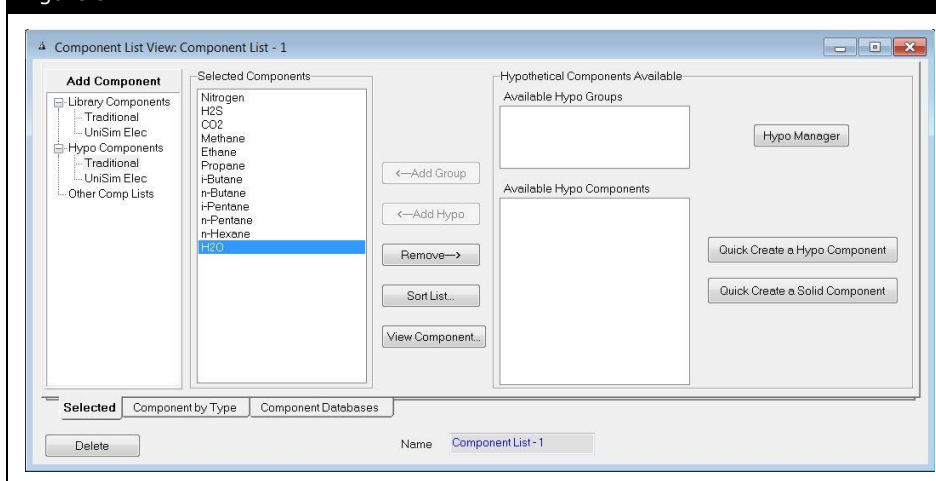 Component List View: Component List - 1
Add Component
Library Components
Traditional
UniSim Elec
Hypo Components
Traditional
UniSim Elec
Other Comp Lists
Selected Components
Nitrogen
H2S
CO2
Methane
Ethane
Propane
i-Butane
n-Butane
i-Pentane
n-Pentane
n-Hexane
H2O
<—Add Group
<—Add Hypo
Remove—>
Sort List...
View Component...
Hypothetical Components Available
Available Hypo Groups
Hypo Manager
Available Hypo Components
Quick Create a Hypo Component
Quick Create a Solid Component
Selected
Component by Type
Component Databases
Delete
Name
Component List - 1